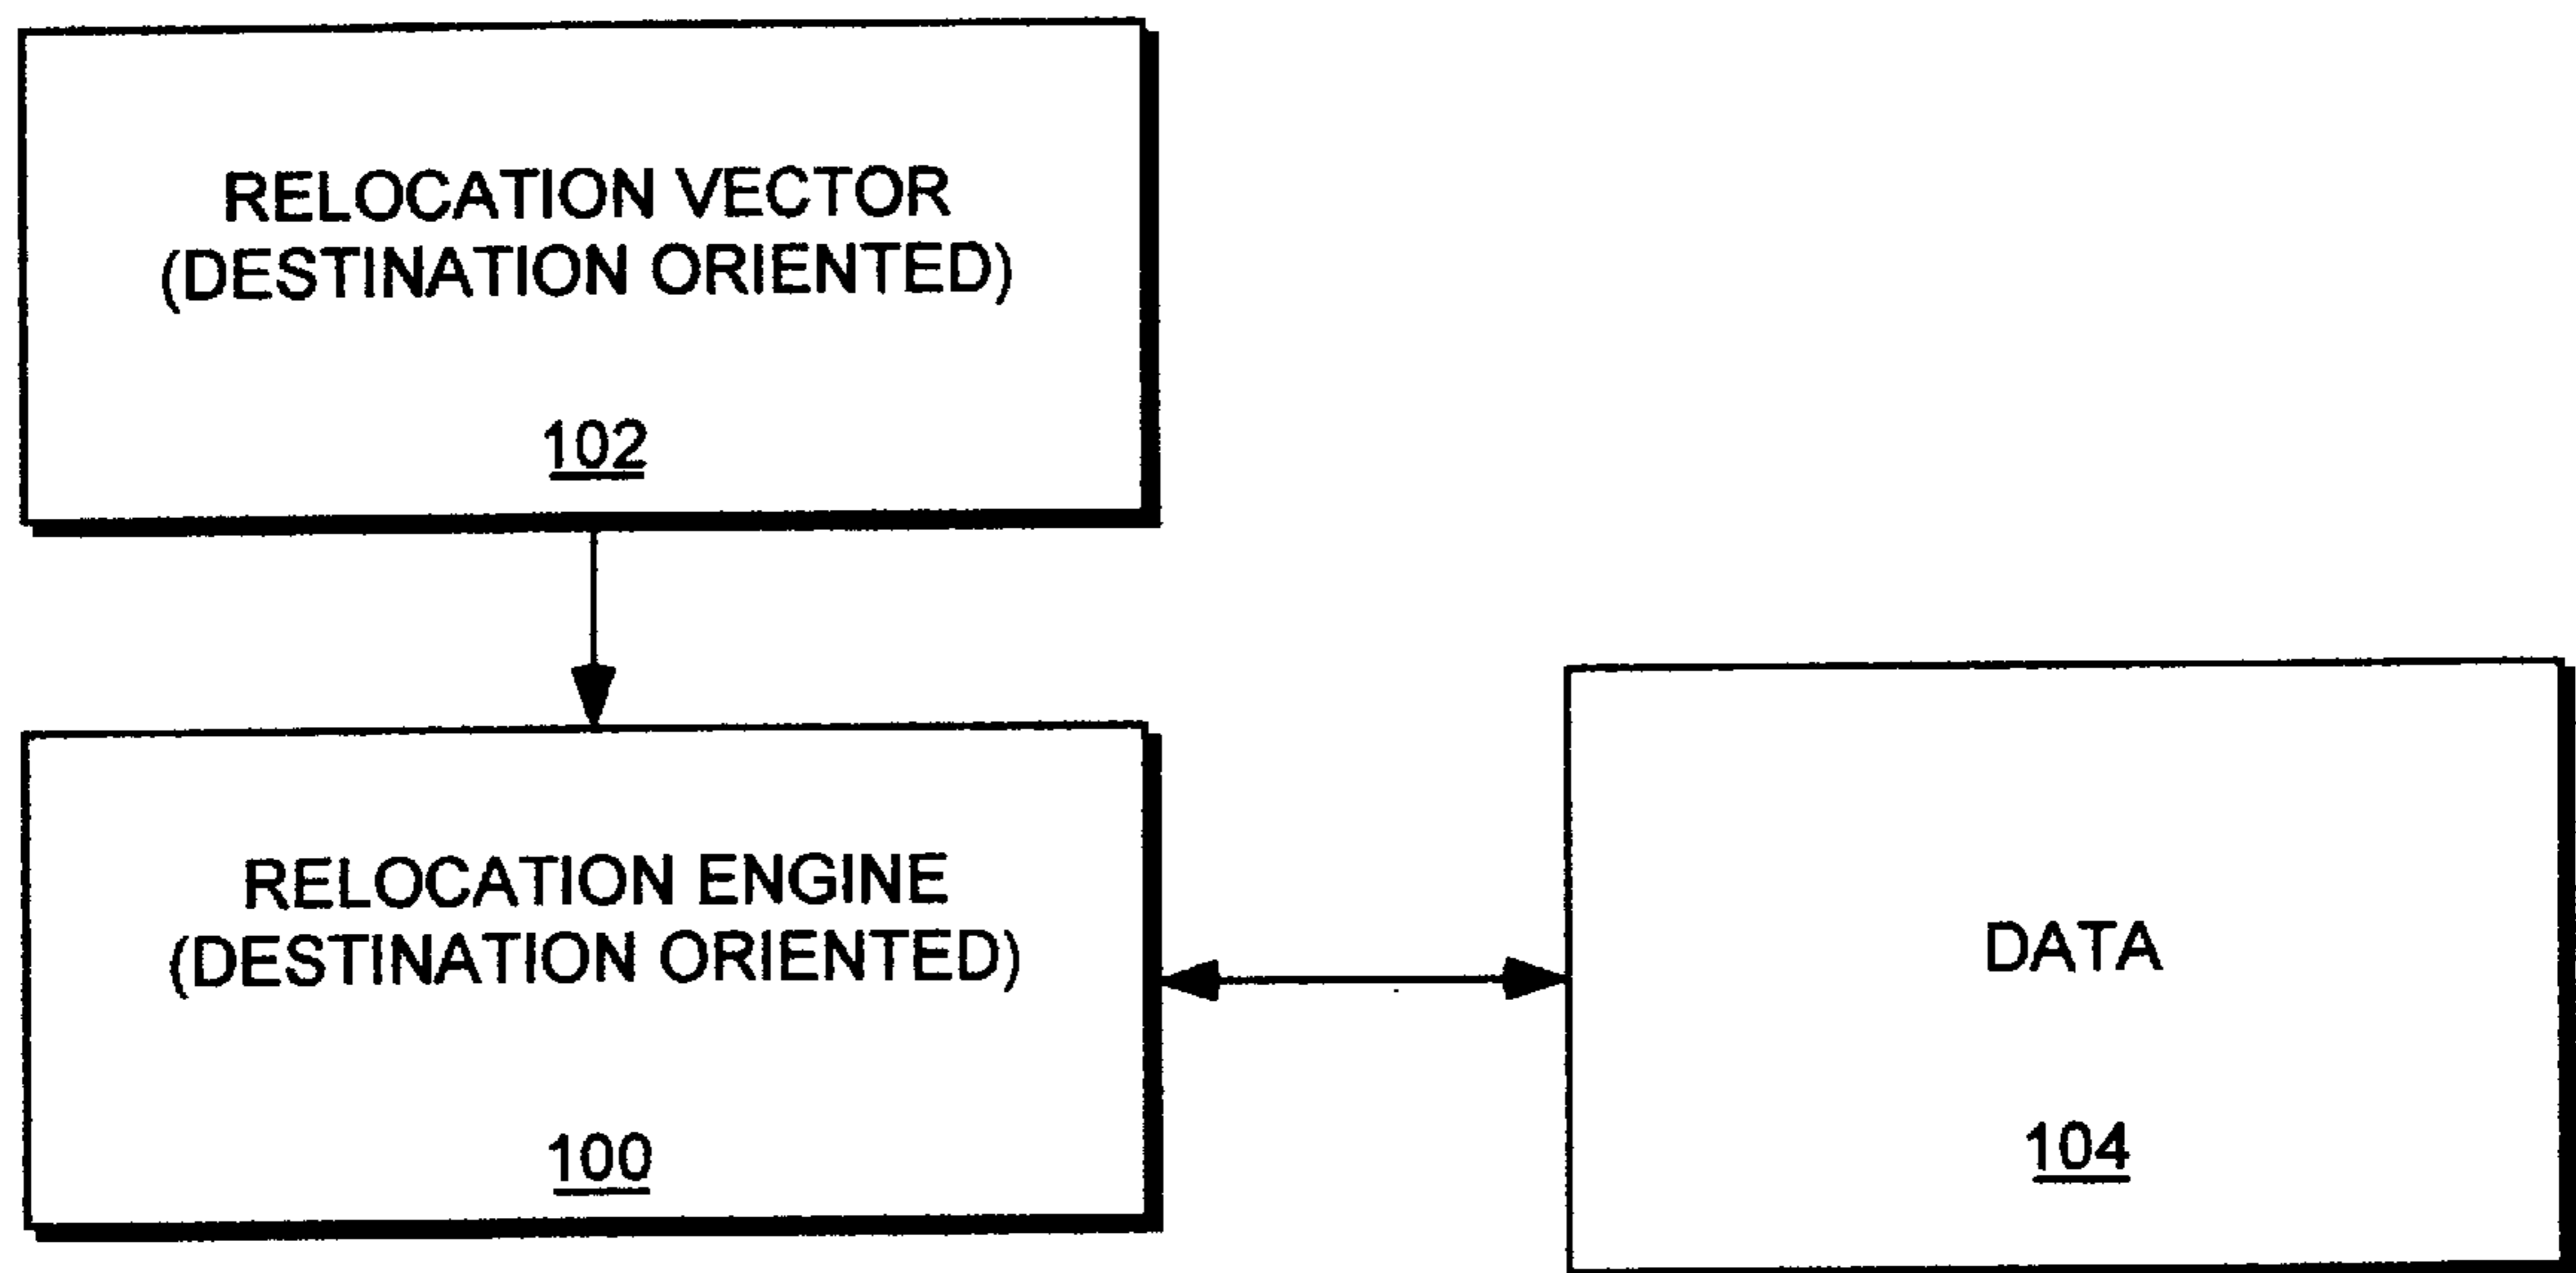 RELOCATION VECTOR
(DESTINATION ORIENTED)
102
RELOCATION ENGINE
(DESTINATION ORIENTED)
100
DATA
104